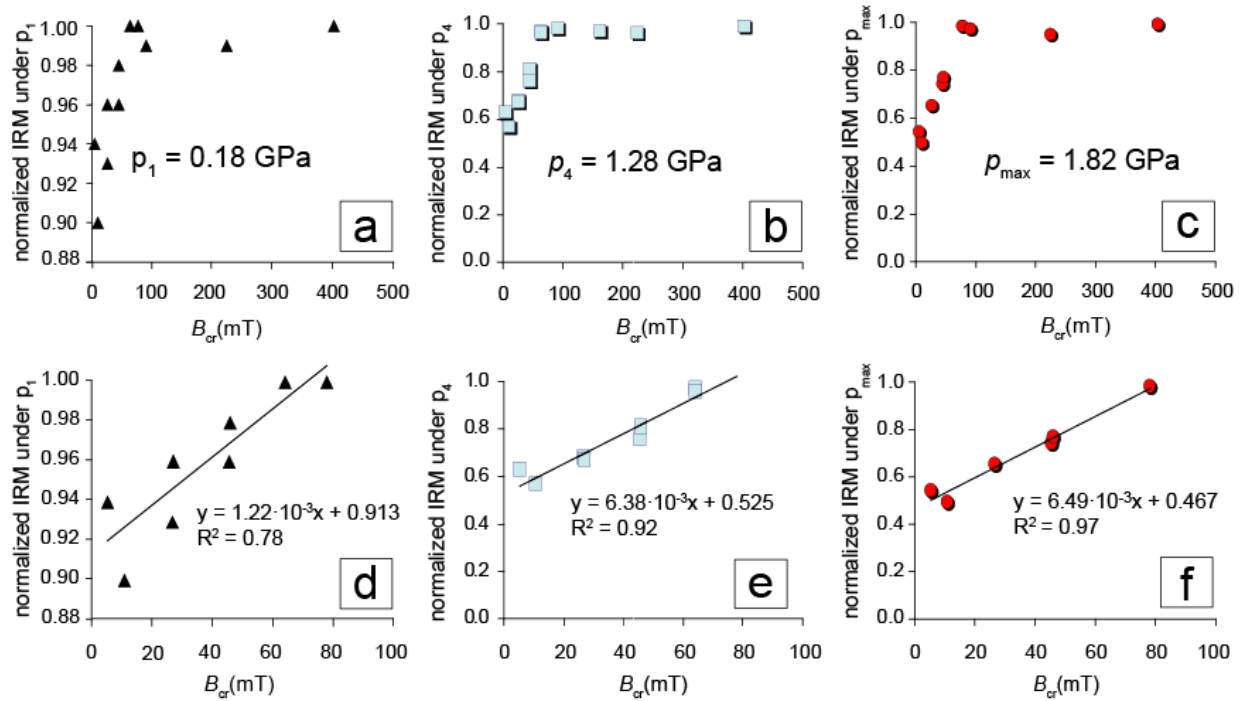 normalized IRM under p₁
1.00
0.98
0.96
0.94
0.92
0.90
0.88
p₁ = 0.18 GPa
a
0 100 200 300 400 500
B_cr(mT)
normalized IRM under p₄
1.0
0.8
0.6
0.4
0.2
0.0
p₄ = 1.28 GPa
b
0 100 200 300 400 500
B_cr(mT)
normalized IRM under p_max
1.0
0.8
0.6
0.4
0.2
0.0
p_max = 1.82 GPa
c
0 100 200 300 400 500
B_cr(mT)
normalized IRM under p₁
1.00
0.98
0.96
0.94
0.92
0.90
0.88
y = 1.22·10⁻³x + 0.913
R² = 0.78
d
0 20 40 60 80 100
B_cr(mT)
normalized IRM under p₄
1.0
0.8
0.6
0.4
0.2
0.0
y = 6.38·10⁻³x + 0.525
R² = 0.92
e
0 20 40 60 80 100
B_cr(mT)
normalized IRM under p_max
1.0
0.8
0.6
0.4
0.2
0.0
y = 6.49·10⁻³x + 0.467
R² = 0.97
f
0 20 40 60 80 100
B_cr(mT)